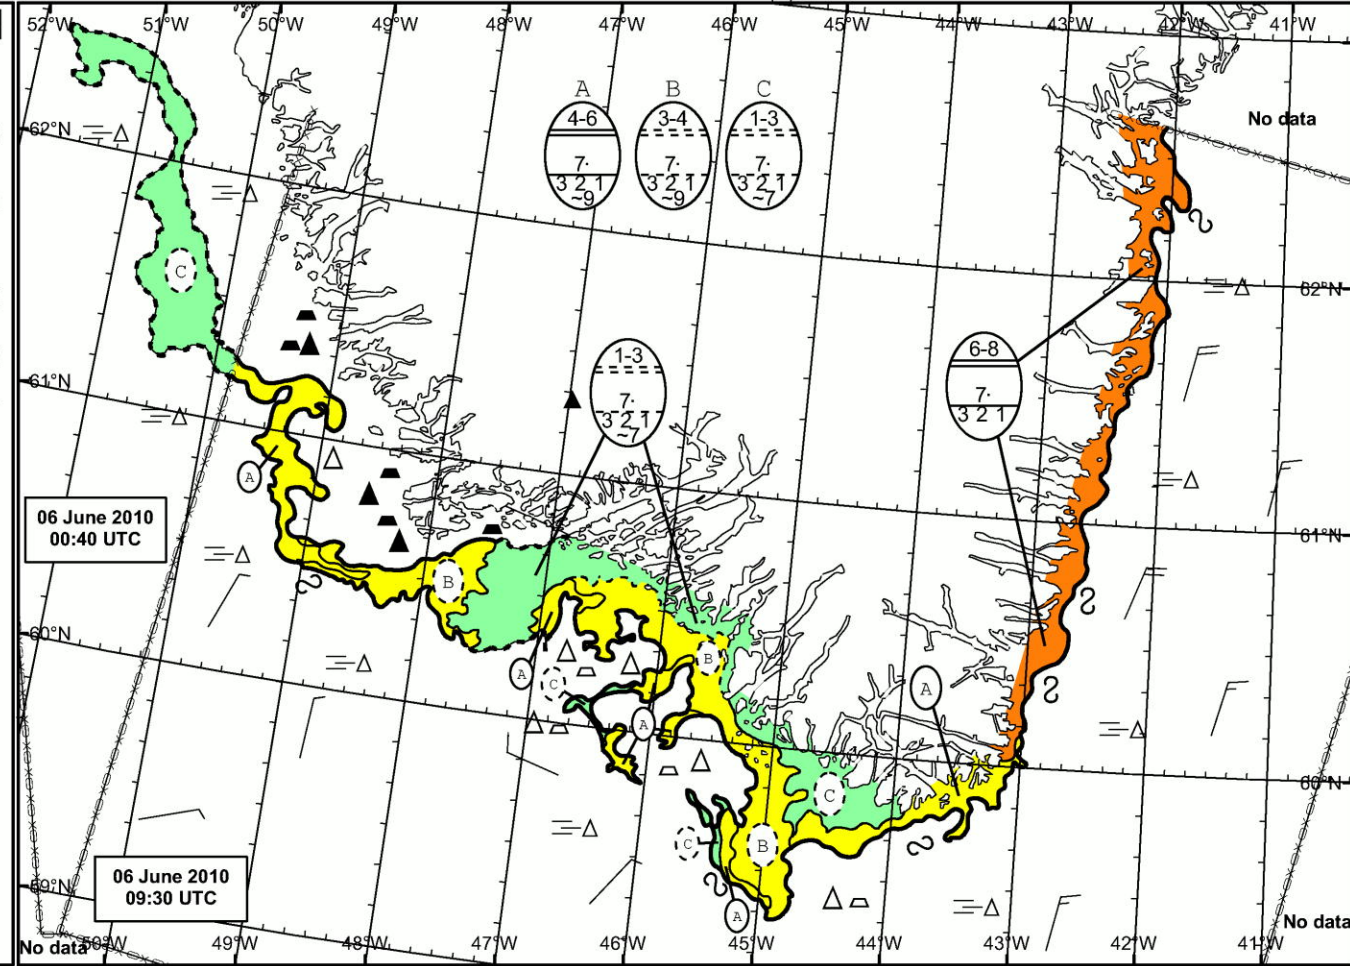 52°W 51°W 50°W 49°W 48°W 47°W 46°W 45°W 44°W 43°W 42°W 41°W
A B C
4-6 3-4 1-3
7· 7· 7·
3 2 1 3 2 1 3 2 1
~9 ~9 ~7
No data
62°N
62°N
C
1-3
7·
3 2 1
~7
6-8
7·
3 2 1
61°N
A
06 June 2010
00:40 UTC
61°N
B
60°N
B
A
C
A
A
60°N
C
C
B
06 June 2010
09:30 UTC
59°N
A
No data
No data
50°W 49°W 48°W 47°W 46°W 45°W 44°W 43°W 42°W 41°W